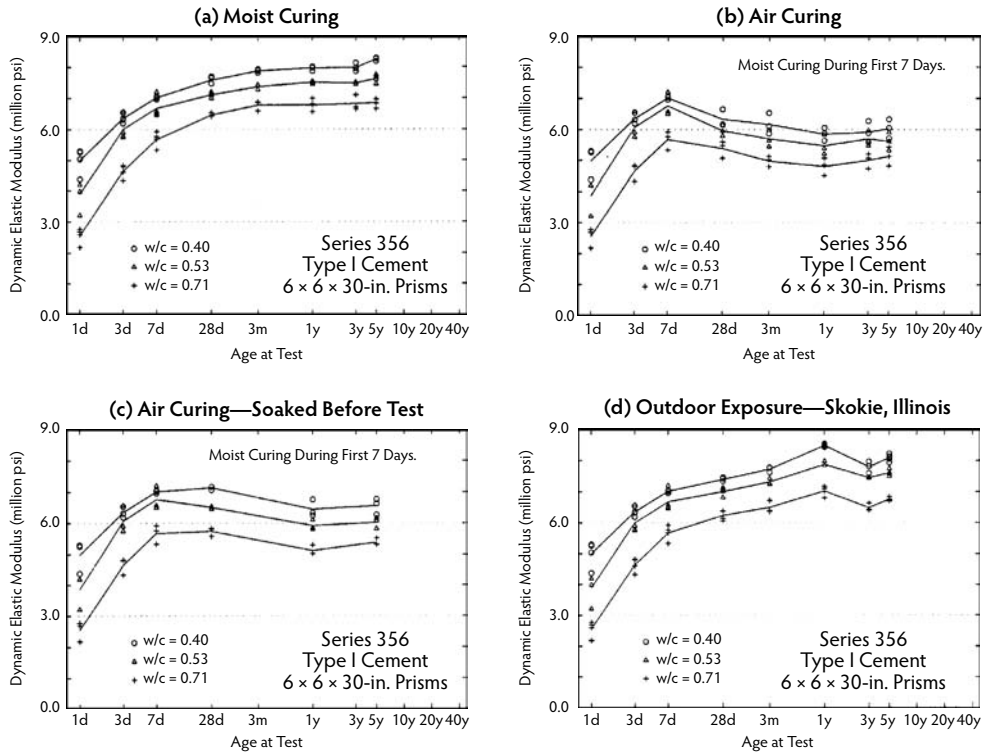 (a) Moist Curing
Dynamic Elastic Modulus (million psi)
9.0
6.0
3.0
0.0
w/c = 0.40
w/c = 0.53
w/c = 0.71
Series 356
Type I Cement
6 × 6 × 30-in. Prisms
1d 3d 7d 28d 3m 1y 3y 5y 10y 20y 40y
Age at Test
(b) Air Curing
Dynamic Elastic Modulus (million psi)
9.0
Moist Curing During First 7 Days.
6.0
3.0
0.0
w/c = 0.40
w/c = 0.53
w/c = 0.71
Series 356
Type I Cement
6 × 6 × 30-in. Prisms
1d 3d 7d 28d 3m 1y 3y 5y 10y 20y 40y
Age at Test
(c) Air Curing—Soaked Before Test
Dynamic Elastic Modulus (million psi)
9.0
Moist Curing During First 7 Days.
6.0
3.0
0.0
w/c = 0.40
w/c = 0.53
w/c = 0.71
Series 356
Type I Cement
6 × 6 × 30-in. Prisms
1d 3d 7d 28d 3m 1y 3y 5y 10y 20y 40y
Age at Test
(d) Outdoor Exposure—Skokie, Illinois
Dynamic Elastic Modulus (million psi)
9.0
6.0
3.0
0.0
w/c = 0.40
w/c = 0.53
w/c = 0.71
Series 356
Type I Cement
6 × 6 × 30-in. Prisms
1d 3d 7d 28d 3m 1y 3y 5y 10y 20y 40y
Age at Test